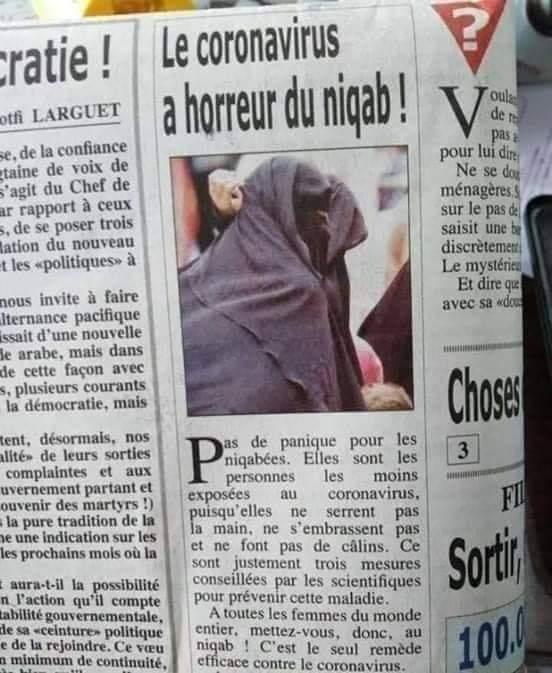 cratie !
otfi LARGUET
se, de la confiance
gtaine de voix de
s'agit du Chef de
ar rapport à ceux
s, de se poser trois
lation du nouveau
et les «politiques» à
nous invite à faire
alternance pacifique
issait d'une nouvelle
le arabe, mais dans
de cette façon avec
s, plusieurs courants
la démocratie, mais
tent, désormais, nos
alité» de leurs sorties
complaintes et aux
uvernement partant et
ouvenir des martyrs !)
s la pure tradition de la
ne une indication sur les
les prochains mois où la
aura-t-il la possibilité
n l'action qu'il compte
tabilité gouvernementale,
de sa «ceinture» politique
e de la rejoindre. Ce vœu
n minimum de continuité,
Le coronavirus
a horreur du niqab !
Pas de panique pour les
niqabées. Elles sont les
personnes les moins
exposées au coronavirus,
puisqu'elles ne serrent pas
la main, ne s'embrassent pas
et ne font pas de câlins. Ce
sont justement trois mesures
conseillées par les scientifiques
pour prévenir cette maladie.
A toutes les femmes du monde
entier, mettez-vous, donc, au
niqab ! C'est le seul remède
efficace contre le coronavirus.
?
Voula
de re
pas a
pour lui dire
Ne se dou
ménagères. S
sur le pas de
saisit une b
discrètement
Le mystérie
Et dire que
avec sa «dou
Choses
3
FI
Sortir,
100.0